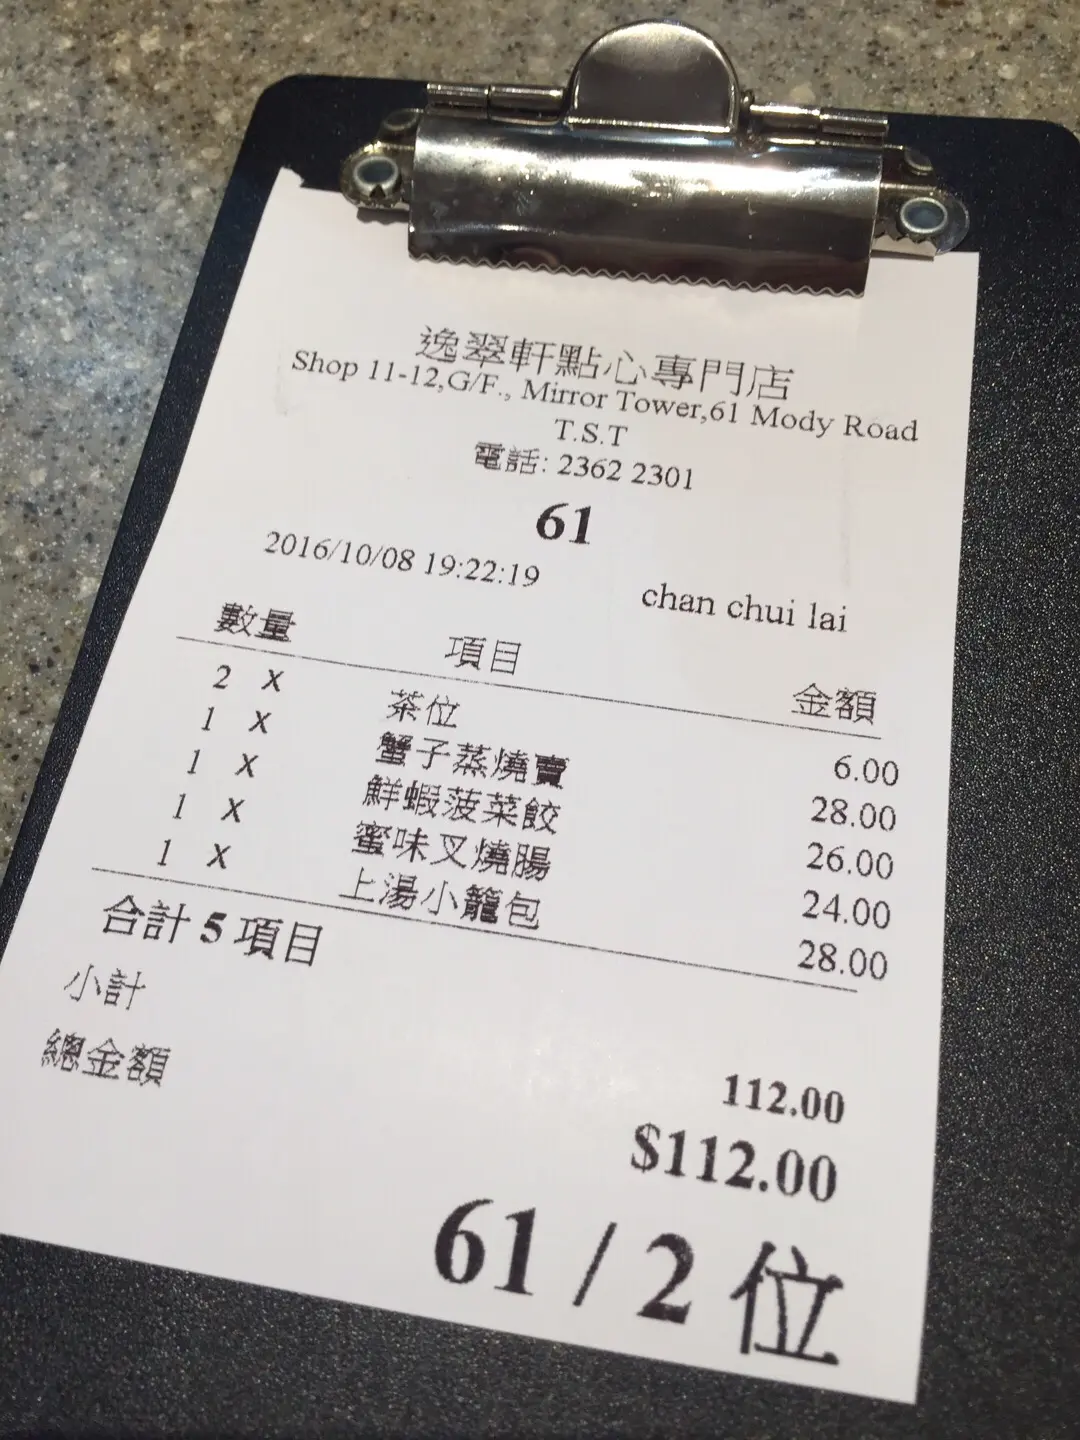 逸翠軒點心專門店
Shop 11-12,G/F., Mirror Tower,61 Mody Road
T.S.T
電話: 2362 2301
61
2016/10/08 19:22:19 chan chui lai
數量 項目 金額
2 X 茶位 6.00
1 X 蟹子蒸燒賣 28.00
1 X 鮮蝦菠菜餃 26.00
1 X 蜜味叉燒腸 24.00
1 X 上湯小籠包 28.00
合計 5 項目
小計 112.00
總金額 $112.00
61 / 2 位